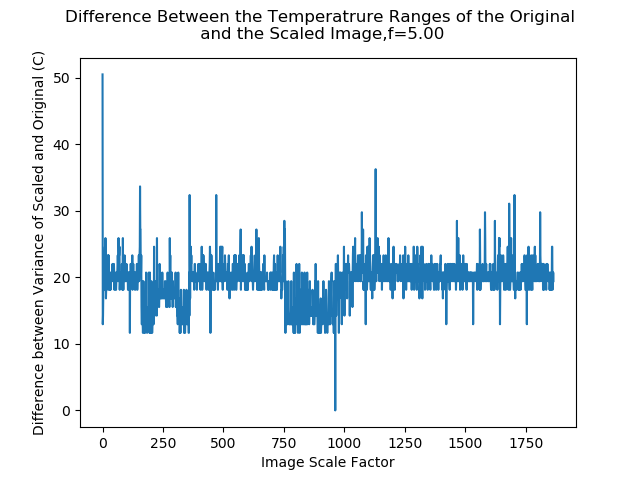 Difference Between the Temperatrure Ranges of the Original
and the Scaled Image,f=5.00
Difference between Variance of Scaled and Original (C)
50
40
30
20
10
0
0 250 500 750 1000 1250 1500 1750
Image Scale Factor